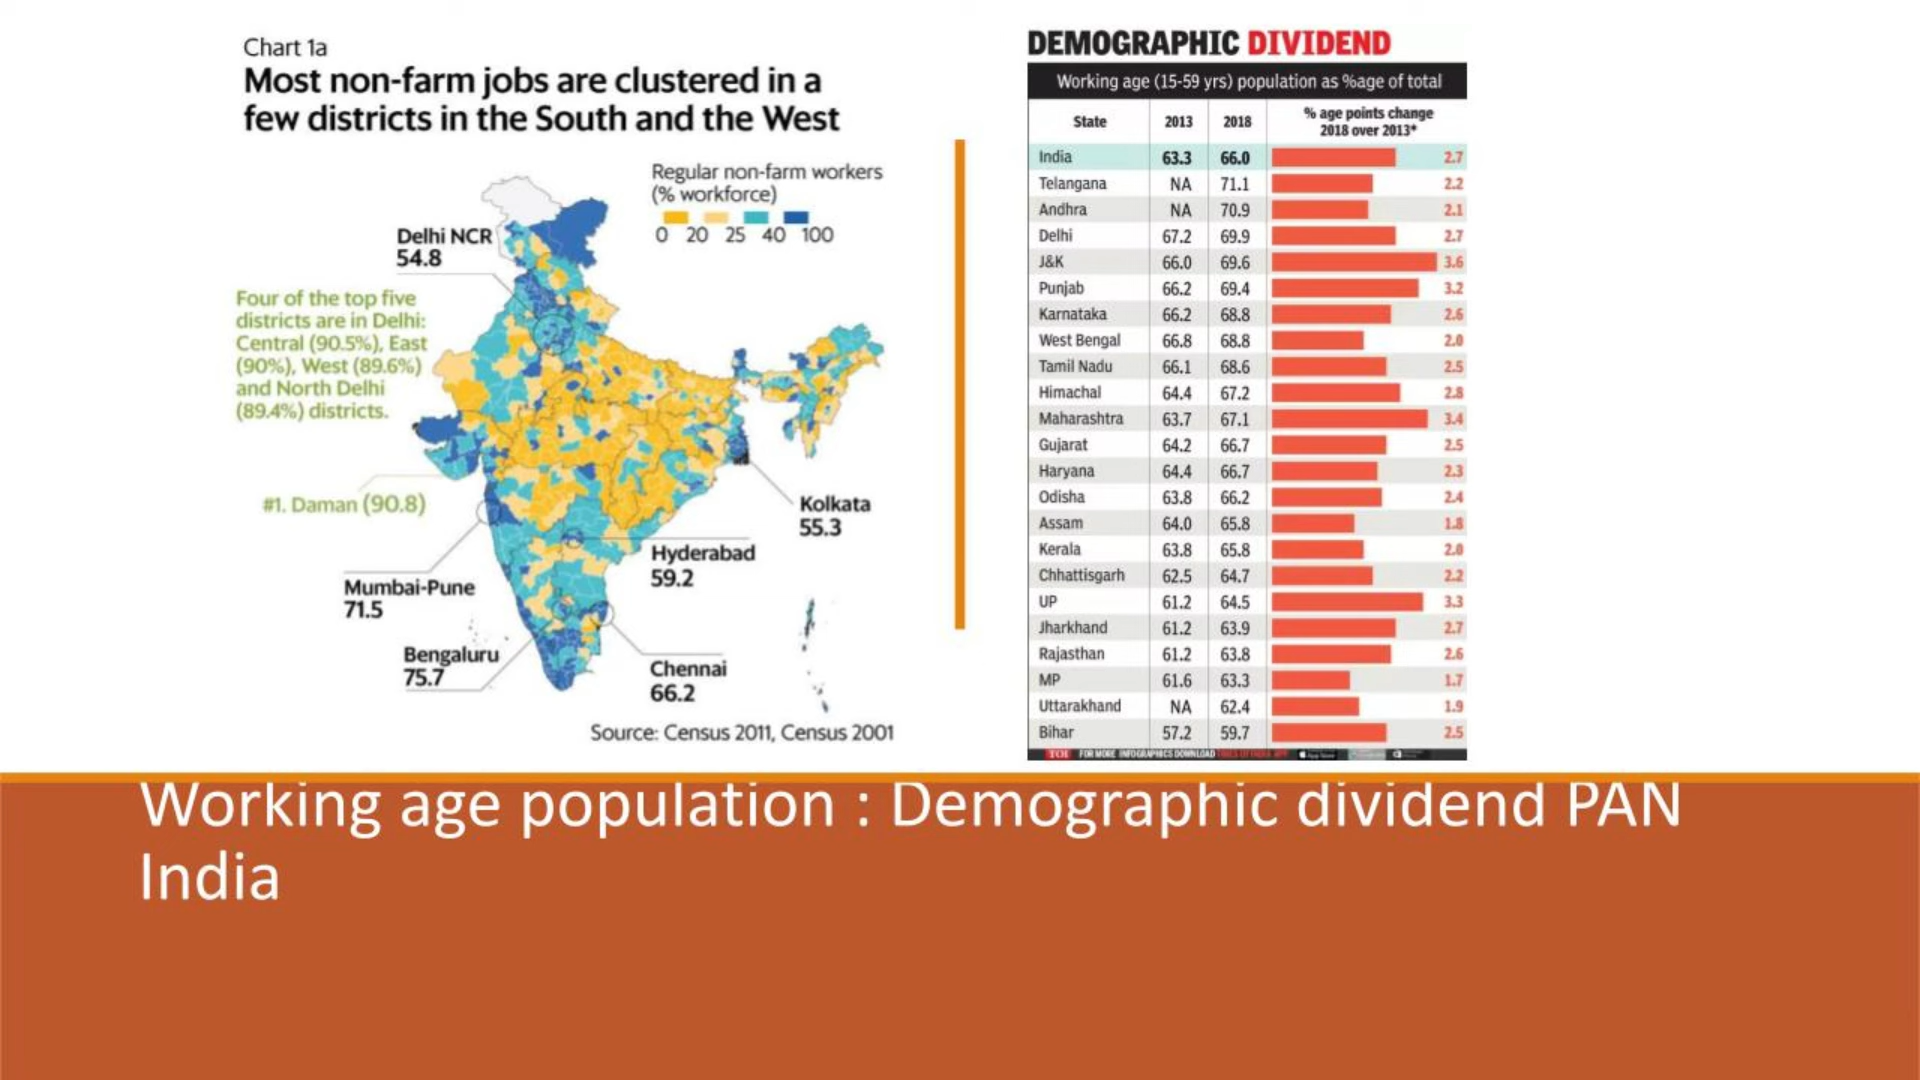 Chart 1a
Most non-farm jobs are clustered in a
few districts in the South and the West
Regular non-farm workers
(% workforce)
0 20 25 40 100
Delhi NCR
54.8
Four of the top five
districts are in Delhi:
Central (90.5%), East
(90%), West (89.6%)
and North Delhi
(89.4%) districts.
#1. Daman (90.8)
Kolkata
55.3
Hyderabad
59.2
Mumbai-Pune
71.5
Bengaluru
75.7
Chennai
66.2
Source: Census 2011, Census 2001
DEMOGRAPHIC DIVIDEND
Working age (15-59 yrs) population as %age of total
State 2013 2018 % age points change
2018 over 2013*
India 63.3 66.0 2.7
Telangana NA 71.1 2.2
Andhra NA 70.9 2.1
Delhi 67.2 69.9 2.7
J&K 66.0 69.6 3.6
Punjab 66.2 69.4 3.2
Karnataka 66.2 68.8 2.6
West Bengal 66.8 68.8 2.0
Tamil Nadu 66.1 68.6 2.5
Himachal 64.4 67.2 2.8
Maharashtra 63.7 67.1 3.4
Gujarat 64.2 66.7 2.5
Haryana 64.4 66.7 2.3
Odisha 63.8 66.2 2.4
Assam 64.0 65.8 1.8
Kerala 63.8 65.8 2.0
Chhattisgarh 62.5 64.7 2.2
UP 61.2 64.5 3.3
Jharkhand 61.2 63.9 2.7
Rajasthan 61.2 63.8 2.6
MP 61.6 63.3 1.7
Uttarakhand NA 62.4 1.9
Bihar 57.2 59.7 2.5
TOI FOR MORE INFOGRAPHICS DOWNLOAD TIMES OF INDIA APP
Working age population : Demographic dividend PAN
India